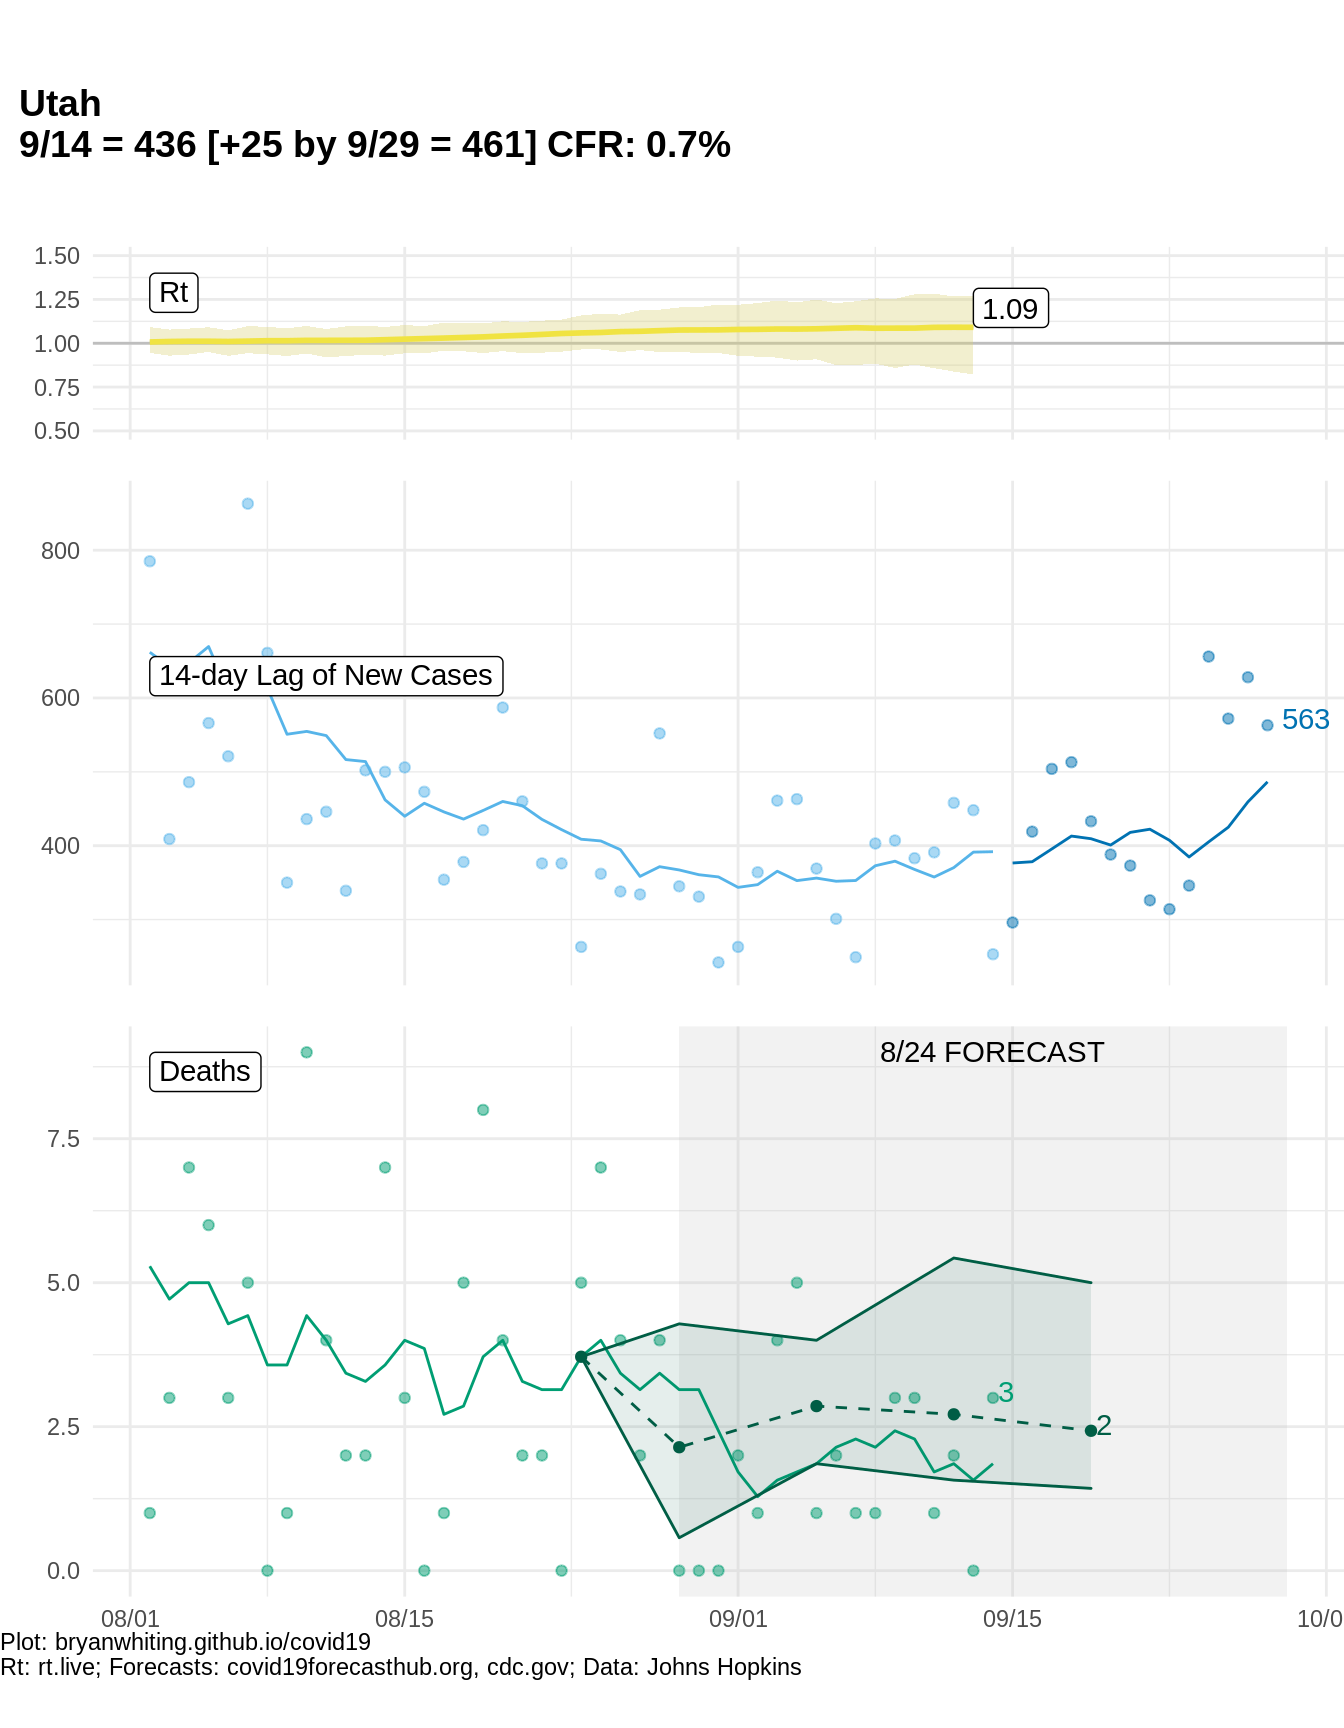 Utah
9/14 = 436 [+25 by 9/29 = 461] CFR: 0.7%
1.50
1.25
1.00
0.75
0.50
Rt
1.09
800
600
400
14-day Lag of New Cases
563
7.5
5.0
2.5
0.0
Deaths
8/24 FORECAST
3
2
08/01
08/15
09/01
09/15
10/0
Plot: bryanwhiting.github.io/covid19
Rt: rt.live; Forecasts: covid19forecasthub.org, cdc.gov; Data: Johns Hopkins